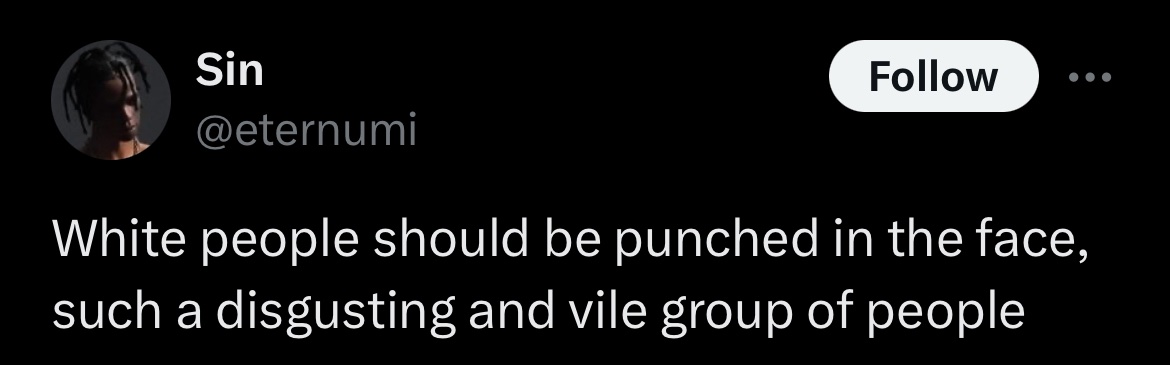 Sin
Follow
@eternumi
White people should be punched in the face,
such a disgusting and vile group of people